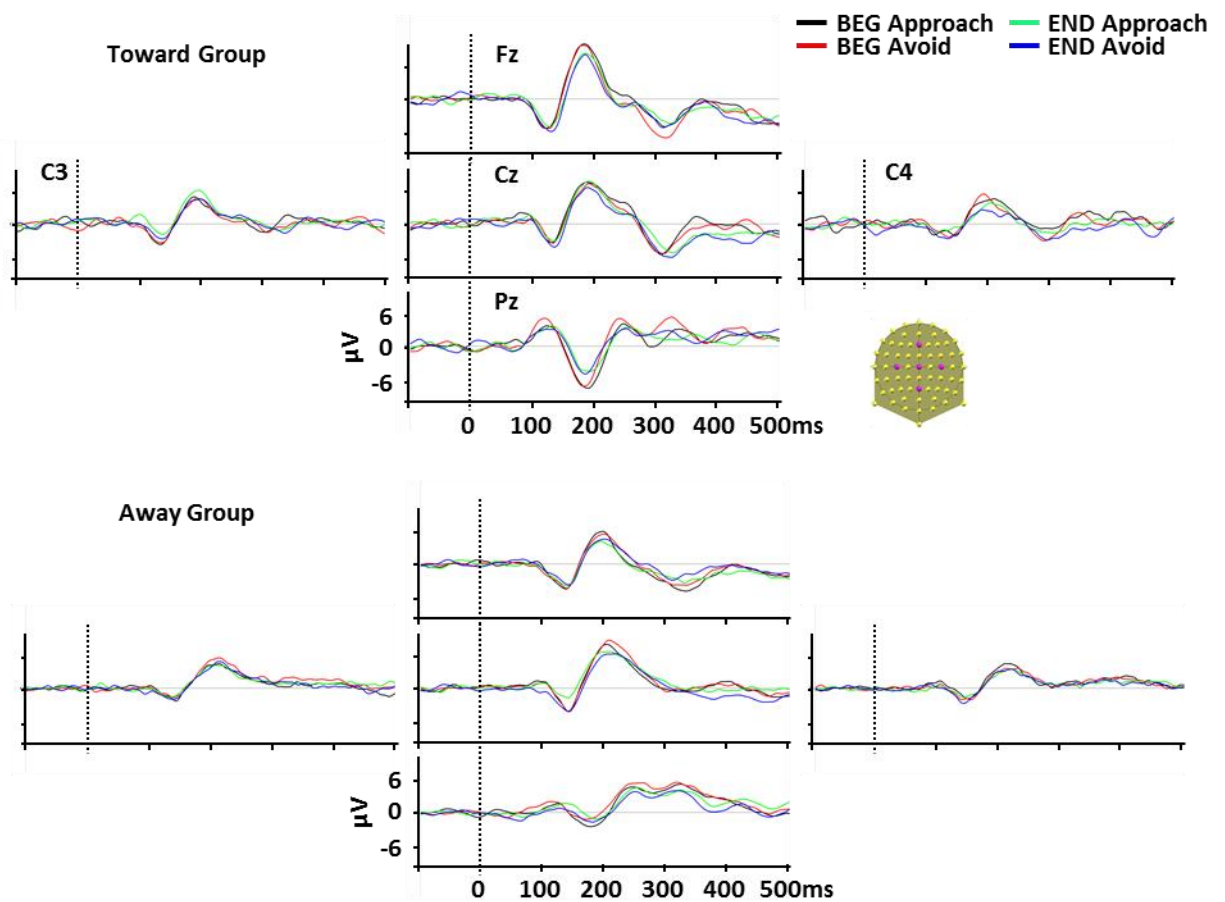 BEG Approach END Approach
BEG Avoid END Avoid
Toward Group
Fz
C3
Cz
C4
Pz
6
µV
0
-6
0 100 200 300 400 500ms
Away Group
6
µV
0
-6
0 100 200 300 400 500ms